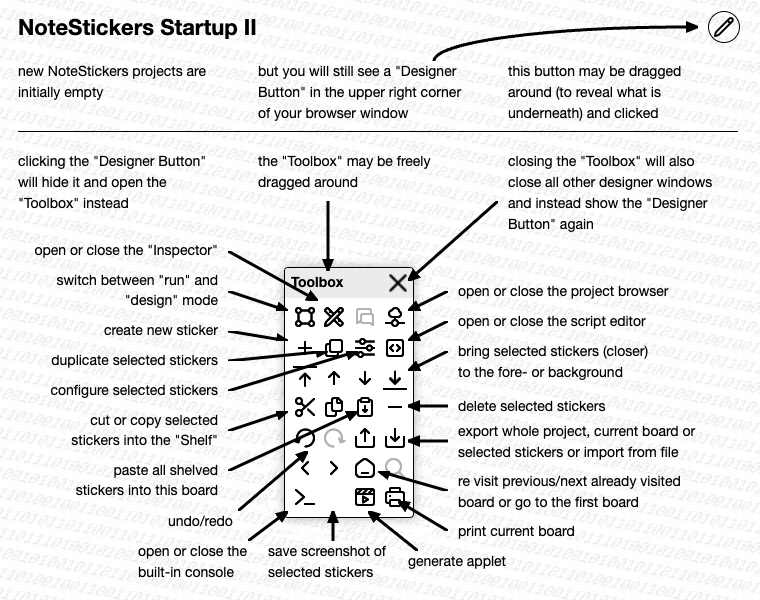 NoteStickers Startup II
new NoteStickers projects are
initially empty
but you will still see a "Designer
Button" in the upper right corner
of your browser window
this button may be dragged
around (to reveal what is
underneath) and clicked
clicking the "Designer Button"
will hide it and open the
"Toolbox" instead
the "Toolbox" may be freely
dragged around
closing the "Toolbox" will also
close all other designer windows
and instead show the "Designer
Button" again
open or close the "Inspector"
switch between "run" and
"design" mode
create new sticker
duplicate selected stickers
configure selected stickers
cut or copy selected
stickers into the "Shelf"
paste all shelved
stickers into this board
undo/redo
open or close the
built-in console
Toolbox
save screenshot of
selected stickers
open or close the project browser
open or close the script editor
bring selected stickers (closer)
to the fore- or background
delete selected stickers
export whole project, current board or
selected stickers or import from file
re visit previous/next already visited
board or go to the first board
print current board
generate applet